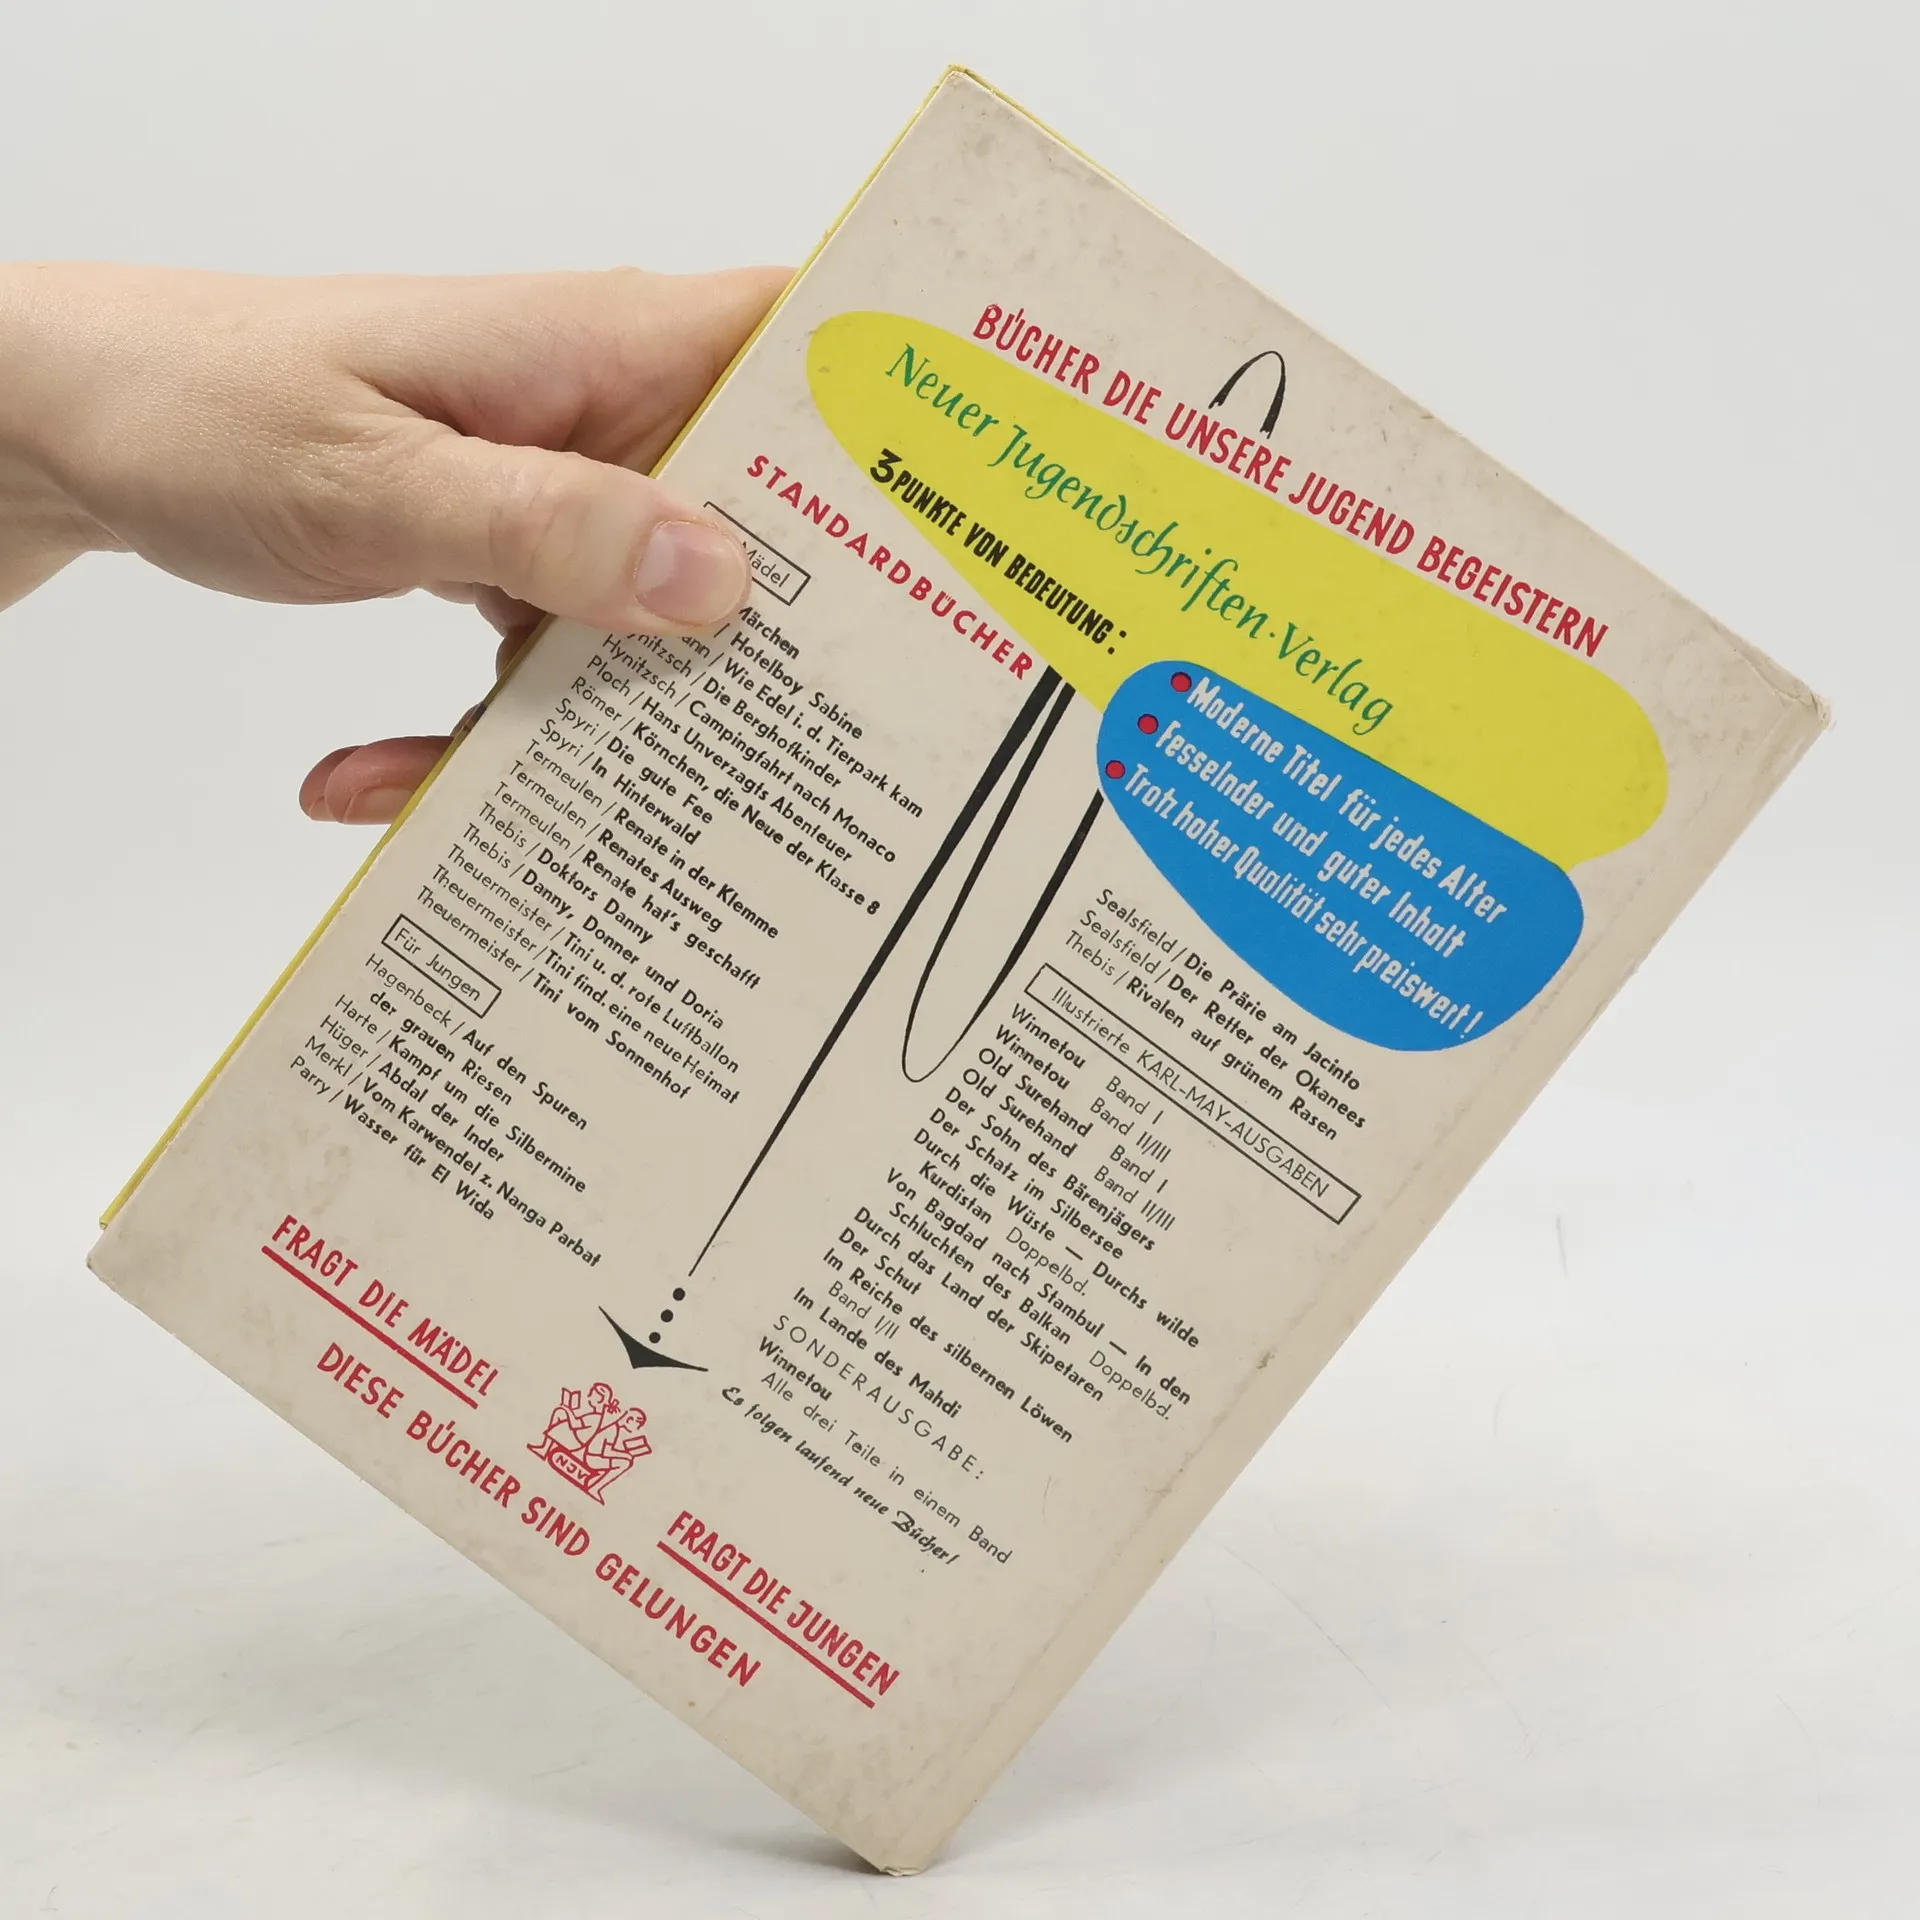 BÜCHER DIE UNSERE JUGEND BEGEISTERN
Neuer Jugendschriften-Verlag
3 PUNKTE VON BEDEUTUNG:
Moderne Titel für jedes Alter
Fesselnder und guter Inhalt
Trotz hoher Qualität sehr preiswert!
STANDARDBÜCHER
Mädel
Märchen
/ Hotelboy Sabine
/ Wie Edel i. d. Tierpark kam
/ Die Berghofkinder
Hynitzsch / Campingfahrt nach Monaco
Ploch / Hans Unverzagts Abenteuer
Römer / Körnchen, die Neue der Klasse 8
Spyri / Die gute Fee
Spyri / In Hinterwald
Termeulen / Renate in der Klemme
Termeulen / Renates Ausweg
Termeulen / Renate hat's geschafft
Thebis / Doktors Danny
Thebis / Danny, Donner und Doria
Theuermeister / Tini u. d. rote Luftballon
Theuermeister / Tini find. eine neue Heimat
Theuermeister / Tini vom Sonnenhof
Für Jungen
Hagenbeck / Auf den Spuren
der grauen Riesen
Harte / Kampf um die Silbermine
Hüger / Abdal der Inder
Merkl / Vom Karwendel z. Nanga Parbat
Parry / Wasser für El Wida
Sealsfield / Die Prärie am Jacinto
Sealsfield / Der Retter der Okanees
Thebis / Rivalen auf grünem Rasen
Illustrierte KARL-MAY-AUSGABEN
Winnetou Band I
Winnetou Band II/III
Old Surehand Band I
Old Surehand Band II/III
Der Sohn des Bärenjägers
Der Schatz im Silbersee
Durch die Wüste — Durchs wilde
Kurdistan Doppelbd.
Von Bagdad nach Stambul — In den
Schluchten des Balkan Doppelbd.
Durch das Land der Skipetaren
Der Schut
Im Reiche des silbernen Löwen
Band I/II
Im Lande des Mahdi
SONDERAUSGABE:
Winnetou
Alle drei Teile in einem Band
Es folgen laufend neue Bücher!
FRAGT DIE MÄDEL
NJV
FRAGT DIE JUNGEN
DIESE BÜCHER SIND GELUNGEN